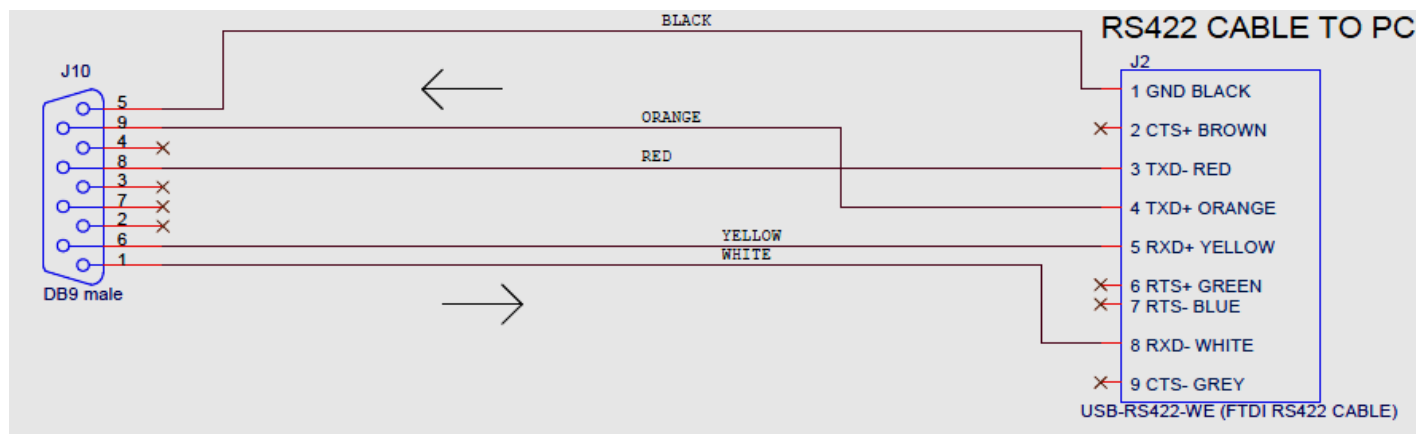 BLACK
RS422 CABLE TO PC
J10
J2
5
9
4
8
3
7
2
6
1
DB9 male
ORANGE
RED
YELLOW
WHITE
1 GND BLACK
2 CTS+ BROWN
3 TXD- RED
4 TXD+ ORANGE
5 RXD+ YELLOW
6 RTS+ GREEN
7 RTS- BLUE
8 RXD- WHITE
9 CTS- GREY
USB-RS422-WE (FTDI RS422 CABLE)